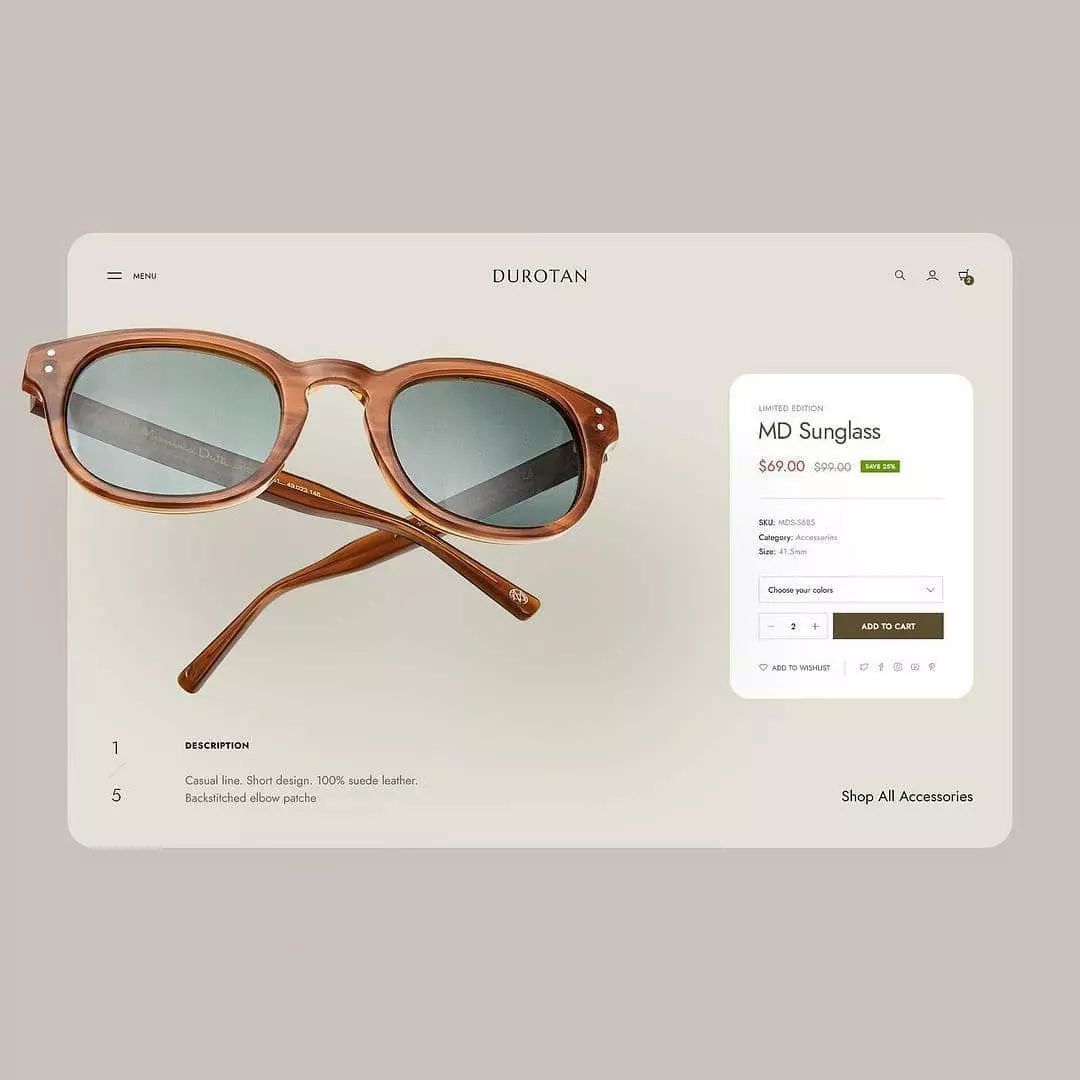 MENU
DUROTAN
2
LIMITED EDITION
MD Sunglass
$69.00 $99.00 SAVE 25%
SKU: MDS-S685
Category: Accessories
Size: 41.5mm
Choose your colors
− 2 + ADD TO CART
ADD TO WISHLIST
1
5
DESCRIPTION
Casual line. Short design. 100% suede leather.
Backstitched elbow patche
Shop All Accessories